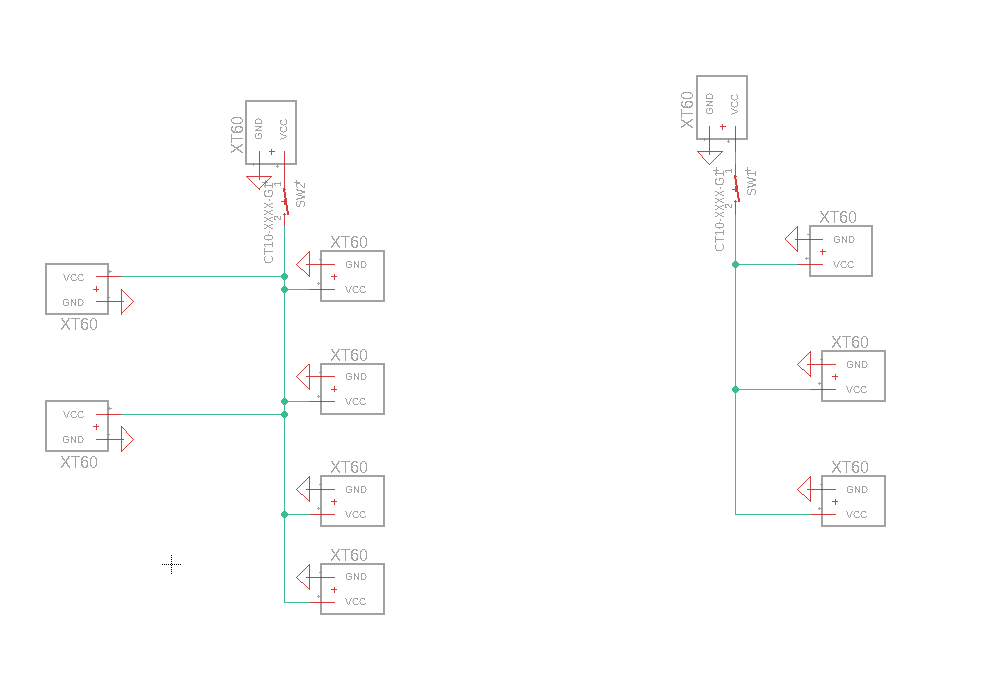 XT60
GND
VCC
CT10-XXXX-G1
1
2
SW2
XT60
GND
VCC
VCC
GND
XT60
XT60
GND
VCC
VCC
GND
XT60
XT60
GND
VCC
XT60
GND
VCC
XT60
GND
VCC
CT10-XXXX-G1
1
2
SW1
XT60
GND
VCC
XT60
GND
VCC
XT60
GND
VCC